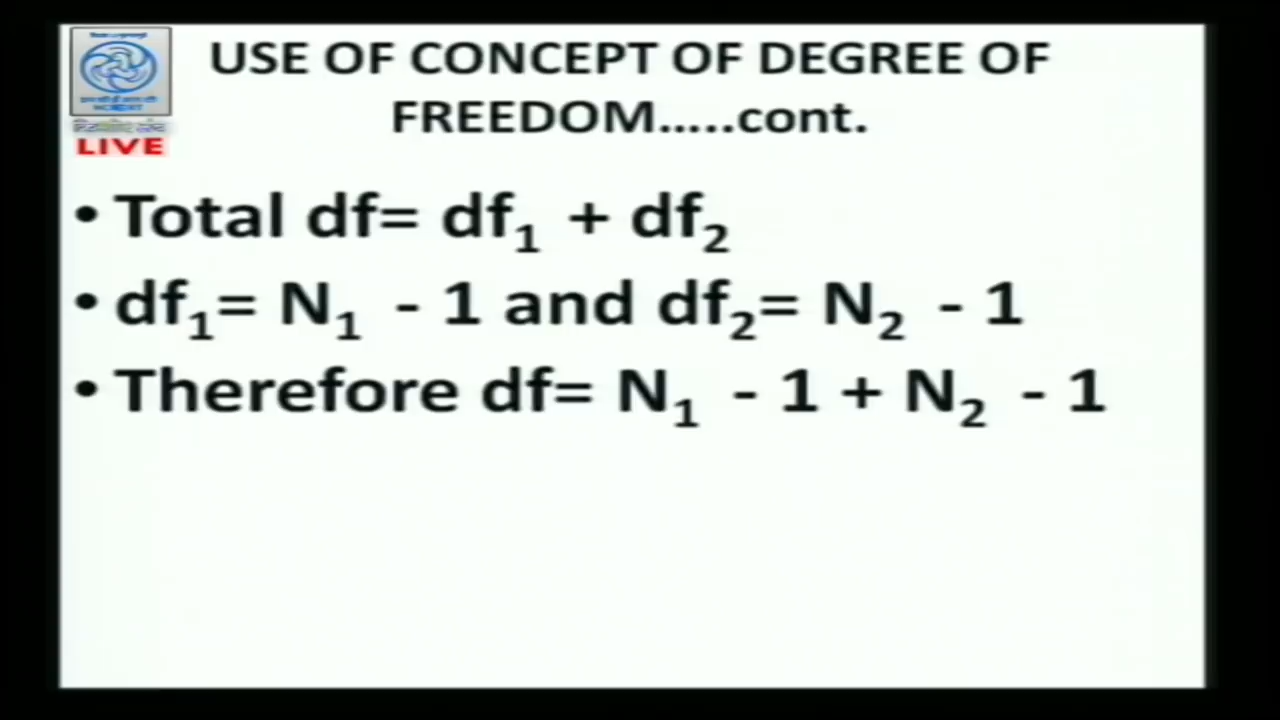 USE OF CONCEPT OF DEGREE OF
FREEDOM.....cont.
LIVE
• Total df= df₁ + df₂
• df₁= N₁ - 1 and df₂= N₂ - 1
• Therefore df= N₁ - 1 + N₂ - 1